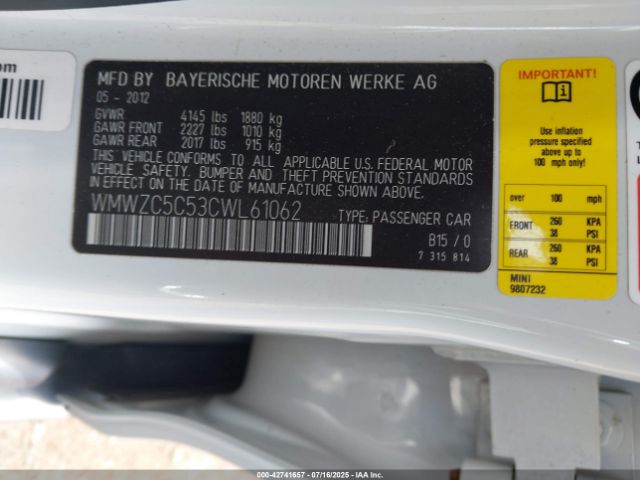 om
MFD BY BAYERISCHE MOTOREN WERKE AG
05 - 2012
GVWR 4145 lbs 1880 kg
GAWR FRONT 2227 lbs 1010 kg
GAWR REAR 2017 lbs 915 kg
THIS VEHICLE CONFORMS TO ALL APPLICABLE U.S. FEDERAL MOTOR
VEHICLE SAFETY, BUMPER AND THEFT PREVENTION STANDARDS IN
EFFECT ON THE DATE OF MANUFACTURE SHOWN ABOVE.
WMWZC5C53CWL61062 TYPE: PASSENGER CAR
B15 / 0
7 315 814
IMPORTANT!
Use inflation
pressure specified
above for up to
100 mph only!
over 100 mph
FRONT 260 KPA
38 PSI
REAR 260 KPA
38 PSI
MINI
9807232
000-42741657 - 07/16/2025 - COPYRIGHT IAA, LLC.